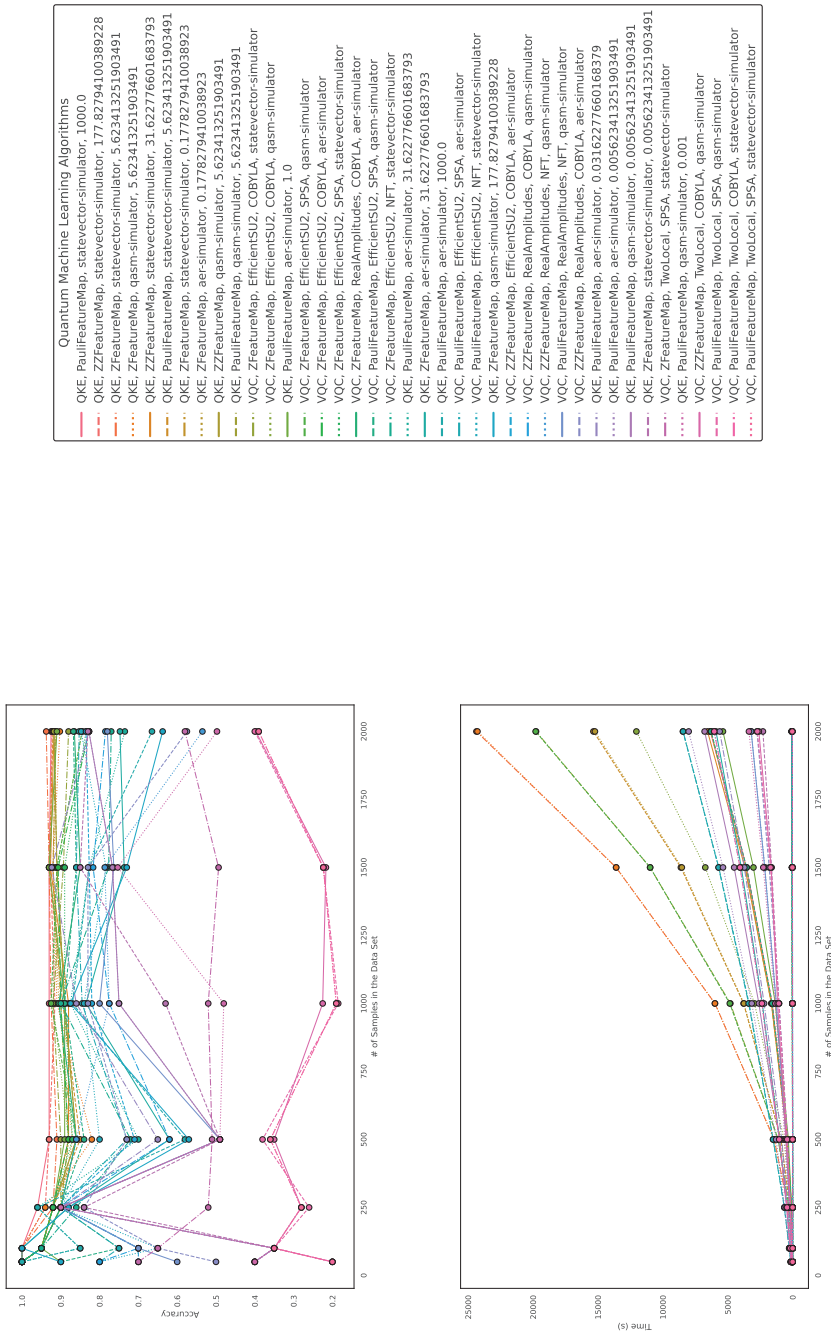 Quantum Machine Learning Algorithms
QKE, PauliFeatureMap, statevector-simulator, 1000.0
QKE, ZZFeatureMap, statevector-simulator, 177.82794100389228
QKE, ZFeatureMap, statevector-simulator, 5.623413251903491
QKE, ZFeatureMap, qasm-simulator, 5.623413251903491
QKE, ZZFeatureMap, statevector-simulator, 31.622776601683793
QKE, PauliFeatureMap, statevector-simulator, 5.623413251903491
QKE, ZFeatureMap, statevector-simulator, 0.1778279410038923
QKE, ZFeatureMap, aer-simulator, 0.1778279410038923
QKE, ZZFeatureMap, qasm-simulator, 5.623413251903491
QKE, PauliFeatureMap, qasm-simulator, 5.623413251903491
VQC, ZFeatureMap, EfficientSU2, COBYLA, statevector-simulator
VQC, ZFeatureMap, EfficientSU2, COBYLA, qasm-simulator
QKE, PauliFeatureMap, aer-simulator, 1.0
VQC, ZFeatureMap, EfficientSU2, SPSA, qasm-simulator
VQC, ZFeatureMap, EfficientSU2, COBYLA, aer-simulator
VQC, ZFeatureMap, EfficientSU2, SPSA, statevector-simulator
VQC, ZFeatureMap, RealAmplitudes, COBYLA, aer-simulator
VQC, PauliFeatureMap, EfficientSU2, SPSA, qasm-simulator
VQC, ZFeatureMap, EfficientSU2, NFT, statevector-simulator
QKE, PauliFeatureMap, aer-simulator, 31.622776601683793
QKE, ZFeatureMap, aer-simulator, 31.622776601683793
QKE, PauliFeatureMap, aer-simulator, 1000.0
VQC, PauliFeatureMap, EfficientSU2, SPSA, aer-simulator
VQC, PauliFeatureMap, EfficientSU2, NFT, statevector-simulator
QKE, ZFeatureMap, qasm-simulator, 177.82794100389228
VQC, ZZFeatureMap, EfficientSU2, COBYLA, aer-simulator
VQC, ZZFeatureMap, RealAmplitudes, COBYLA, qasm-simulator
VQC, ZZFeatureMap, RealAmplitudes, NFT, qasm-simulator
VQC, PauliFeatureMap, RealAmplitudes, NFT, qasm-simulator
VQC, ZZFeatureMap, RealAmplitudes, COBYLA, aer-simulator
QKE, PauliFeatureMap, aer-simulator, 0.03162277660168379
QKE, PauliFeatureMap, aer-simulator, 0.005623413251903491
QKE, PauliFeatureMap, qasm-simulator, 0.005623413251903491
QKE, ZFeatureMap, statevector-simulator, 0.005623413251903491
VQC, ZFeatureMap, TwoLocal, SPSA, statevector-simulator
QKE, PauliFeatureMap, qasm-simulator, 0.001
VQC, ZZFeatureMap, TwoLocal, COBYLA, qasm-simulator
VQC, PauliFeatureMap, TwoLocal, SPSA, qasm-simulator
VQC, PauliFeatureMap, TwoLocal, COBYLA, statevector-simulator
VQC, PauliFeatureMap, TwoLocal, SPSA, statevector-simulator
Accuracy
1.0
0.9
0.8
0.7
0.6
0.5
0.4
0.3
0.2
0
250
500
750
1000
1250
1500
1750
2000
# of Samples in the Data Set
Time (s)
25000
20000
15000
10000
5000
0
0
250
500
750
1000
1250
1500
1750
2000
# of Samples in the Data Set